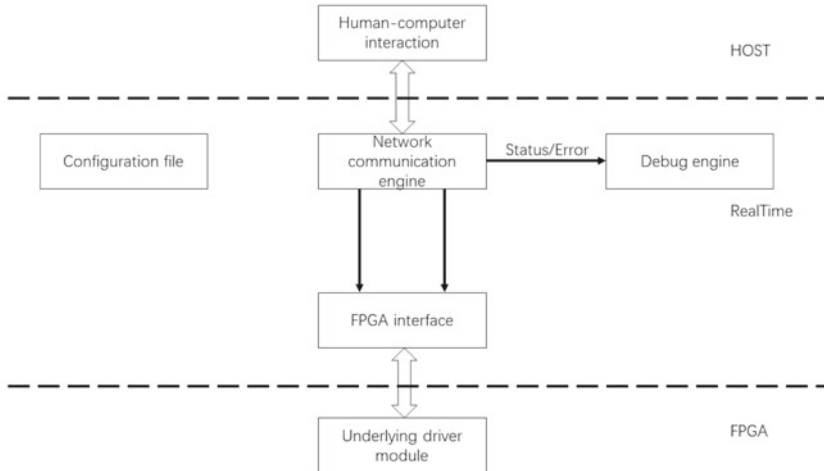 Human-computer
interaction
HOST
Configuration file
Network
communication
engine
Status/Error
Debug engine
RealTime
FPGA interface
Underlying driver
module
FPGA